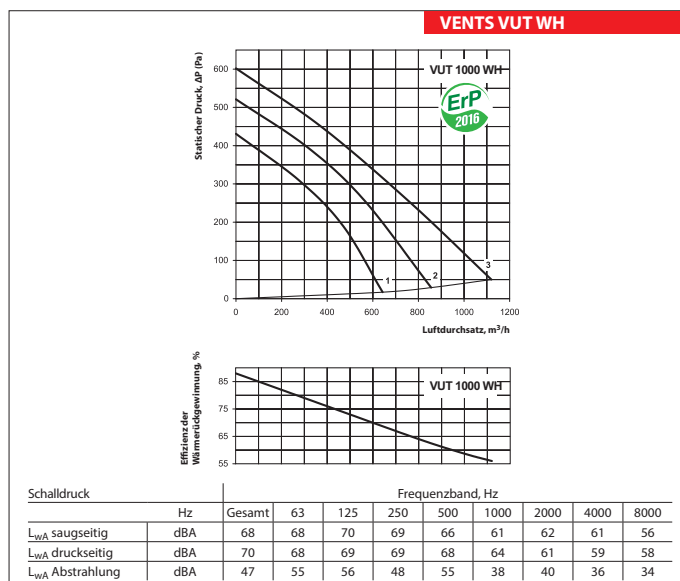 VENTS VUT WH
VUT 1000 WH
ErP
2016
Statischer Druck, ΔP (Pa)
600
500
400
300
200
100
0
1
2
3
0 200 400 600 800 1000 1200
Luftdurchsatz, m³/h
VUT 1000 WH
Effizienz der
Wärmerückgewinnung, %
85
75
65
55
Schalldruck Frequenzband, Hz
Hz Gesamt 63 125 250 500 1000 2000 4000 8000
LwA saugseitig dBA 68 68 70 69 66 61 62 61 56
LwA druckseitig dBA 70 68 69 69 68 64 61 59 58
LwA Abstrahlung dBA 47 55 56 48 55 38 40 36 34